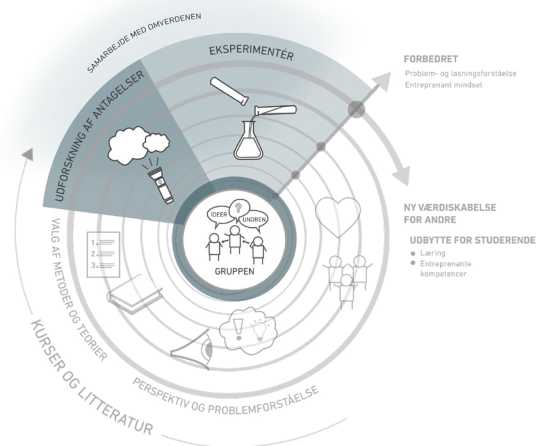 SAMARBEJDE MED OMVERDENEN
EKSPERIMENTÉR
UDFORSKNING AF ANTAGELSER
FORBEDRET
Problem- og løsningsforståelse
Entreprenant mindset
IDEER
?
UNDREN
GRUPPEN
NY VÆRDISKABELSE
FOR ANDRE
UDBYTTE FOR STUDERENDE
Læring
Entreprenante
kompetencer
1.
2.
3.
VALG AF METODER OG TEORIER
PERSPEKTIV OG PROBLEMFORSTÅELSE
KURSER OG LITTERATUR